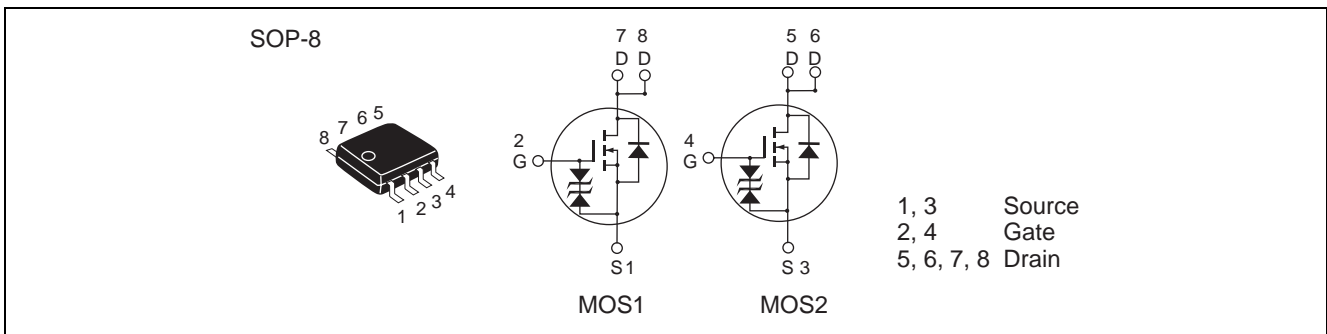 SOP-8
8 7 6 5
1 2 3 4
7 8
D D
2
G
S 1
MOS1
5 6
D D
4
G
S 3
MOS2
1, 3 Source
2, 4 Gate
5, 6, 7, 8 Drain